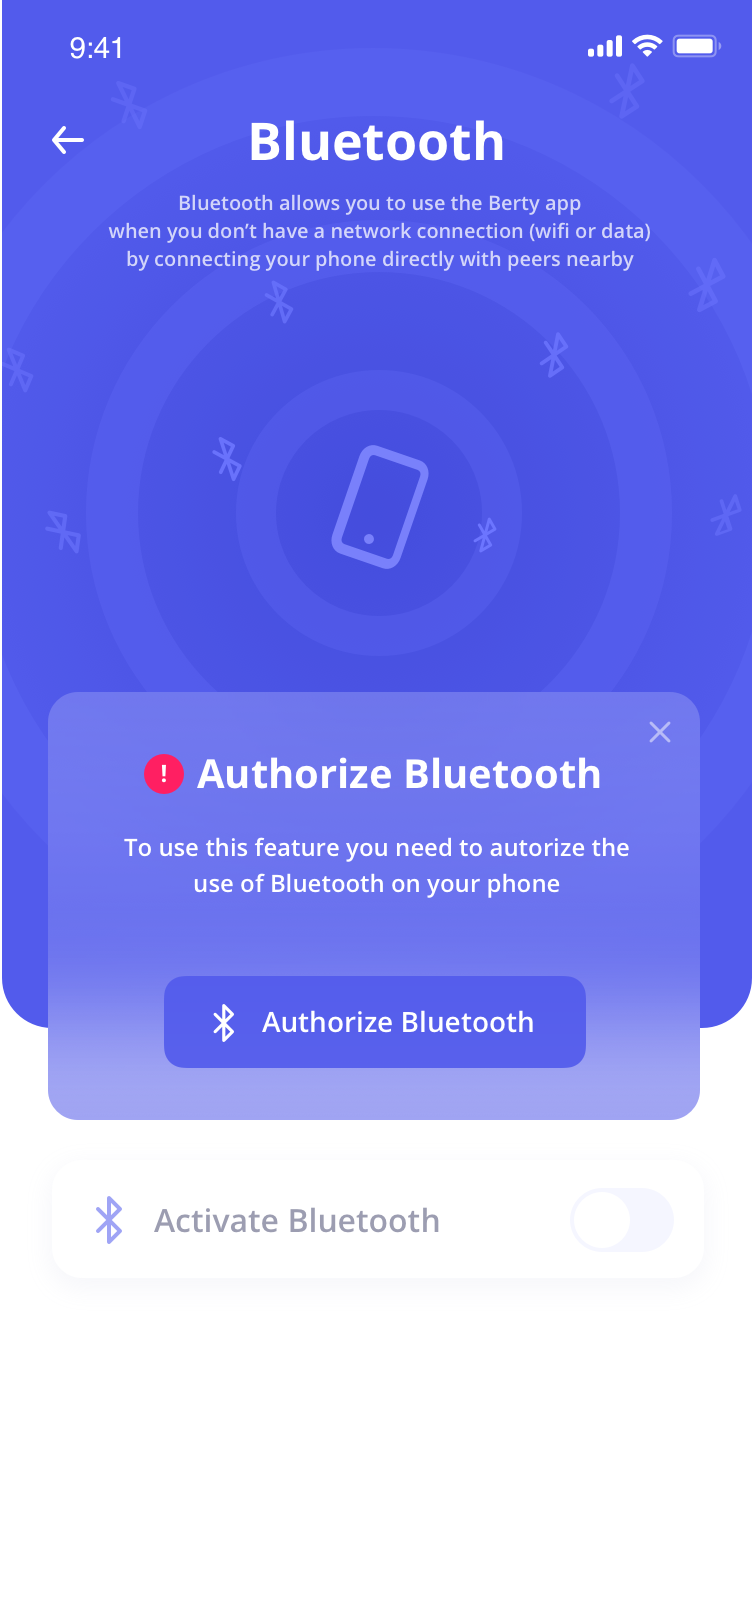 9:41
Bluetooth
Bluetooth allows you to use the Berty app
when you don’t have a network connection (wifi or data)
by connecting your phone directly with peers nearby
! Authorize Bluetooth
To use this feature you need to autorize the
use of Bluetooth on your phone
Authorize Bluetooth
Activate Bluetooth